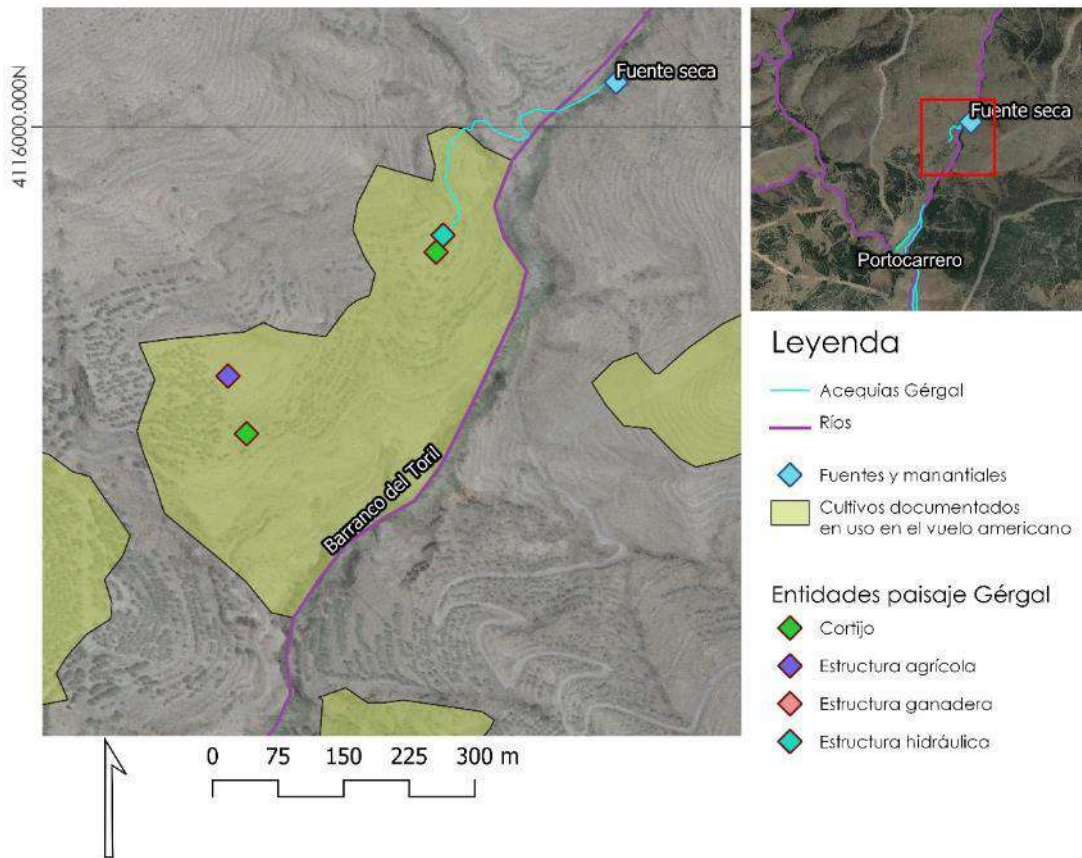 4116000.000N
Fuente seca
Barranco del Toril
Fuente seca
Portocarrero
Leyenda
Acequias Gérgal
Ríos
Fuentes y manantiales
Cultivos documentados
en uso en el vuelo americano
Entidades paisaje Gérgal
Cortijo
Estructura agrícola
Estructura ganadera
Estructura hidráulica
0 75 150 225 300 m